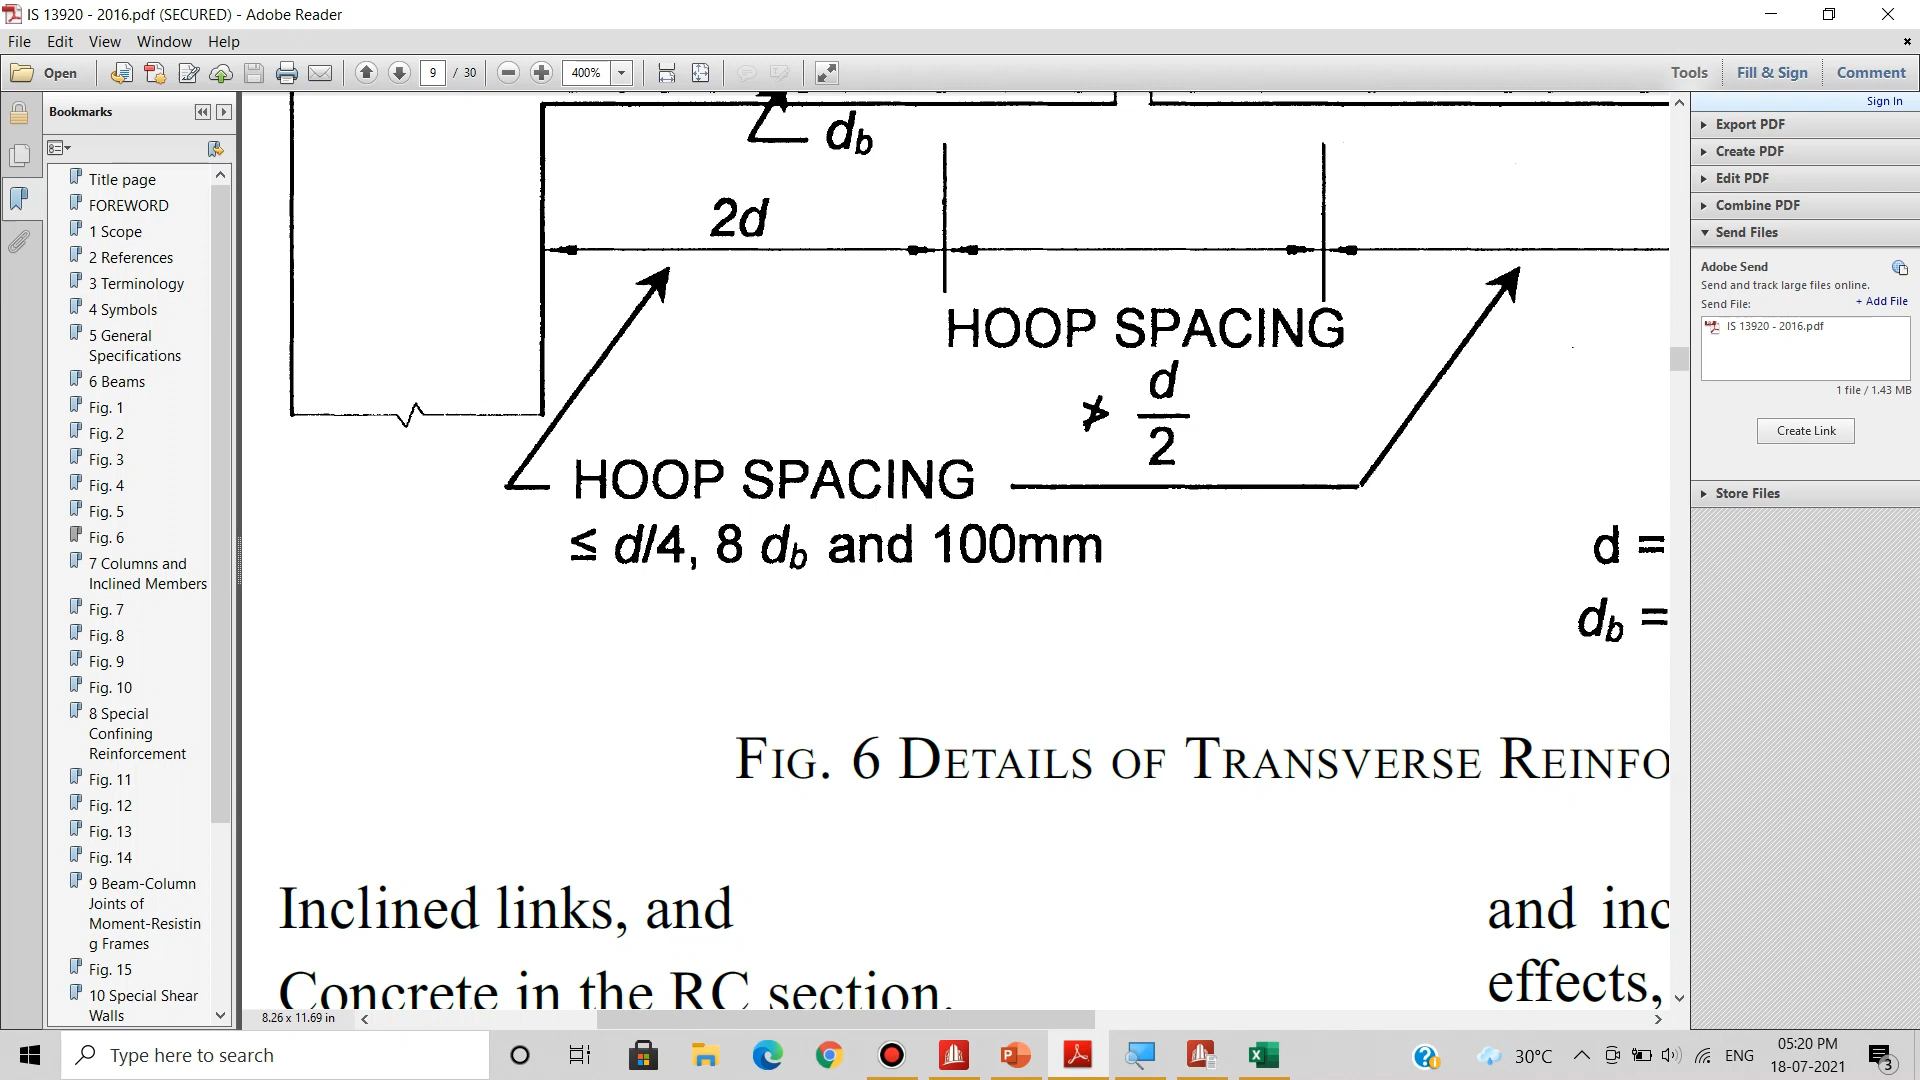 IS 13920 - 2016.pdf (SECURED) - Adobe Reader
File Edit View Window Help
Open 9 / 30 400% Tools Fill & Sign Comment
Bookmarks
Title page
FOREWORD
1 Scope
2 References
3 Terminology
4 Symbols
5 General
Specifications
6 Beams
Fig. 1
Fig. 2
Fig. 3
Fig. 4
Fig. 5
Fig. 6
7 Columns and
Inclined Members
Fig. 7
Fig. 8
Fig. 9
Fig. 10
8 Special
Confining
Reinforcement
Fig. 11
Fig. 12
Fig. 13
Fig. 14
9 Beam-Column
Joints of
Moment-Resistin
g Frames
Fig. 15
10 Special Shear
Walls
db
2d
HOOP SPACING
≯ d/2
HOOP SPACING
≤ d/4, 8 db and 100mm
d =
db =
FIG. 6 DETAILS OF TRANSVERSE REINFO
Inclined links, and
Concrete in the RC section.
and inc
effects,
8.26 x 11.69 in
Sign In
Export PDF
Create PDF
Edit PDF
Combine PDF
Send Files
Adobe Send
Send and track large files online.
Send File:
+ Add File
IS 13920 - 2016.pdf
1 file / 1.43 MB
Create Link
Store Files
Type here to search
30°C
ENG
05:20 PM
18-07-2021
3